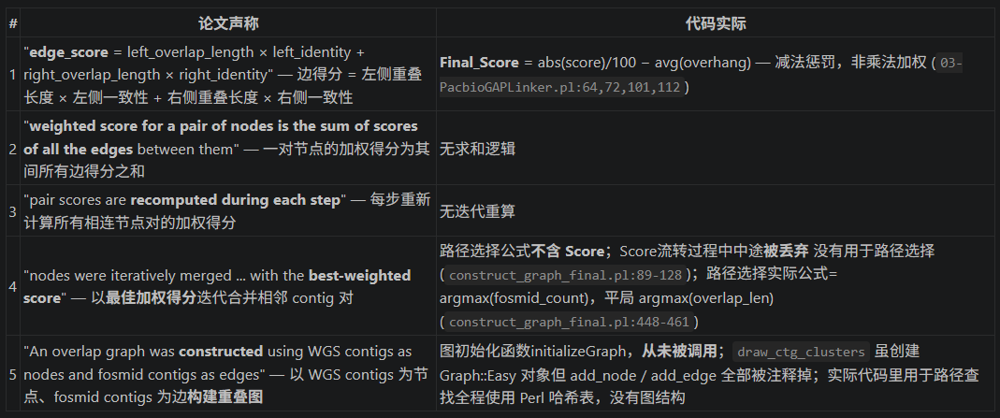 # 论文声称 代码实际
1 "edge_score = left_overlap_length × left_identity +
right_overlap_length × right_identity" — 边得分 = 左侧重叠
长度 × 左侧一致性 + 右侧重叠长度 × 右侧一致性
Final_Score = abs(score)/100 − avg(overhang) — 减法惩罚，非乘法加权 ( 03-
PacbioGAPLinker.pl:64,72,101,112 )
2 "weighted score for a pair of nodes is the sum of scores
of all the edges between them" — 一对节点的加权得分为其
间所有边得分之和
无求和逻辑
3 "pair scores are recomputed during each step" — 每步重新
计算所有相连节点对的加权得分
无迭代重算
4 "nodes were iteratively merged ... with the best-weighted
score" — 以最佳加权得分迭代合并相邻 contig 对
路径选择公式不含 Score；Score流转过程中中途被丢弃 没有用于路径选择
( construct_graph_final.pl:89-128 )；路径选择实际公式=
argmax(fosmid_count)，平局 argmax(overlap_len)
( construct_graph_final.pl:448-461 )
5 "An overlap graph was constructed using WGS contigs as
nodes and fosmid contigs as edges" — 以 WGS contigs 为节
点、fosmid contigs 为边构建重叠图
图初始化函数initializeGraph，从未被调用； draw_ctg_clusters 虽创建
Graph::Easy 对象但 add_node / add_edge 全部被注释掉；实际代码里用于路径查
找全程使用 Perl 哈希表，没有图结构